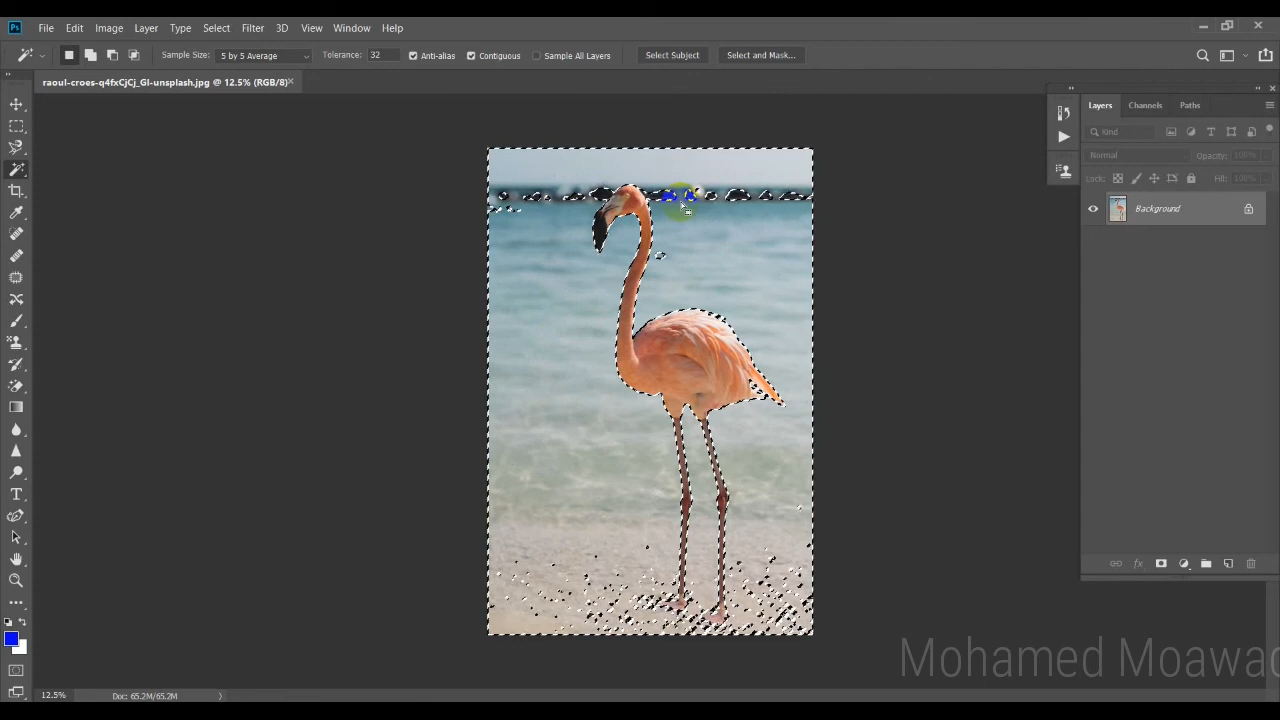 Ps File Edit Image Layer Type Select Filter 3D View Window Help
Sample Size: 5 by 5 Average Tolerance: 32 Anti-alias Contiguous Sample All Layers Select Subject Select and Mask...
raoul-croes-q4fxCjCj_GI-unsplash.jpg @ 12.5% (RGB/8)
Layers Channels Paths
Kind
Normal Opacity: 100%
Lock: Fill: 100%
Background
12.5% Doc: 65.2M/65.2M
Mohamed Moawad